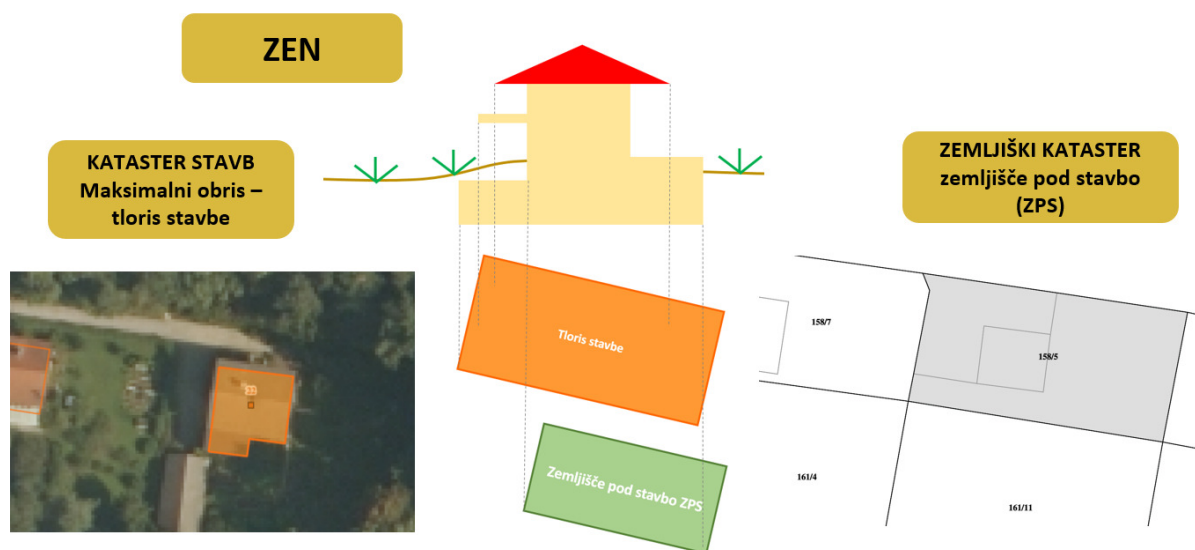 ZEN
KATASTER STAVB
Maksimalni obris –
tloris stavbe
ZEMLJIŠKI KATASTER
zemljišče pod stavbo
(ZPS)
Tloris stavbe
Zemljišče pod stavbo ZPS
22
158/7
158/5
161/4
161/11